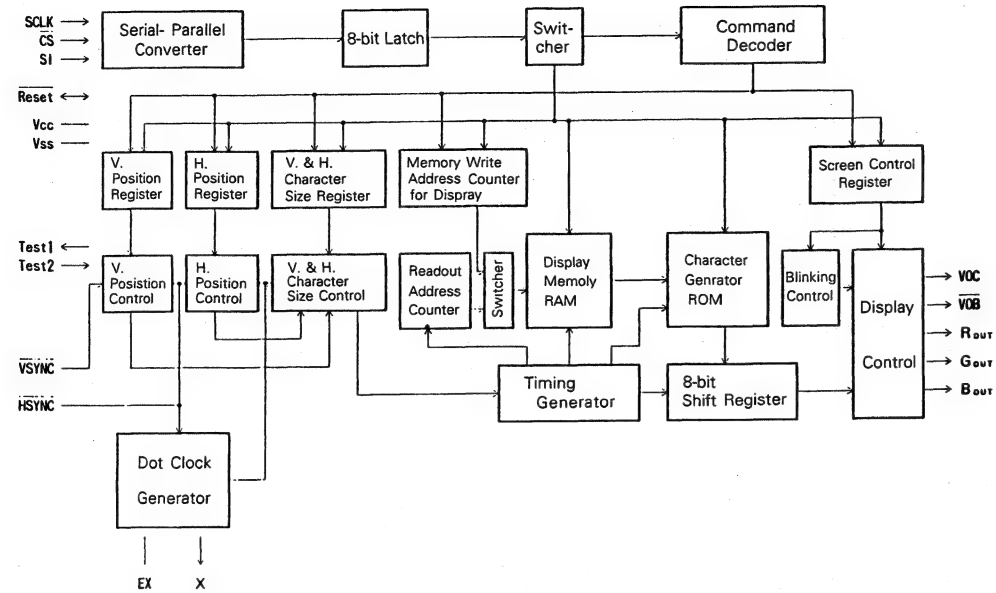 SCLK
CS
SI
Serial- Parallel
Converter
8-bit Latch
Swit-
cher
Command
Decoder
Reset
Vcc
Vss
V.
Position
Register
H.
Position
Register
V. & H.
Character
Size Register
Memory Write
Address Counter
for Dispray
Screen Control
Register
Test1
Test2
V.
Posistion
Control
H.
Position
Control
V. & H.
Character
Size Control
Readout
Address
Counter
Switcher
Display
Memoly
RAM
Character
Genrator
ROM
Blinking
Control
Display
Control
VOC
VOB
ROUT
GOUT
BOUT
VSYNC
HSYNC
Timing
Generator
8-bit
Shift Register
Dot Clock
Generator
EX
X